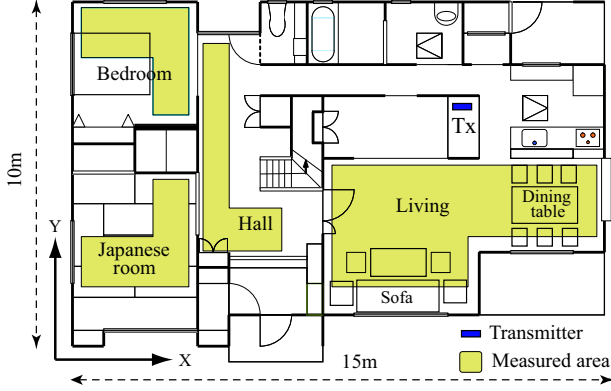 Bedroom
Tx
10m
Living
Dining
table
Hall
Y
Japanese
room
Sofa
Transmitter
X
15m
Measured area